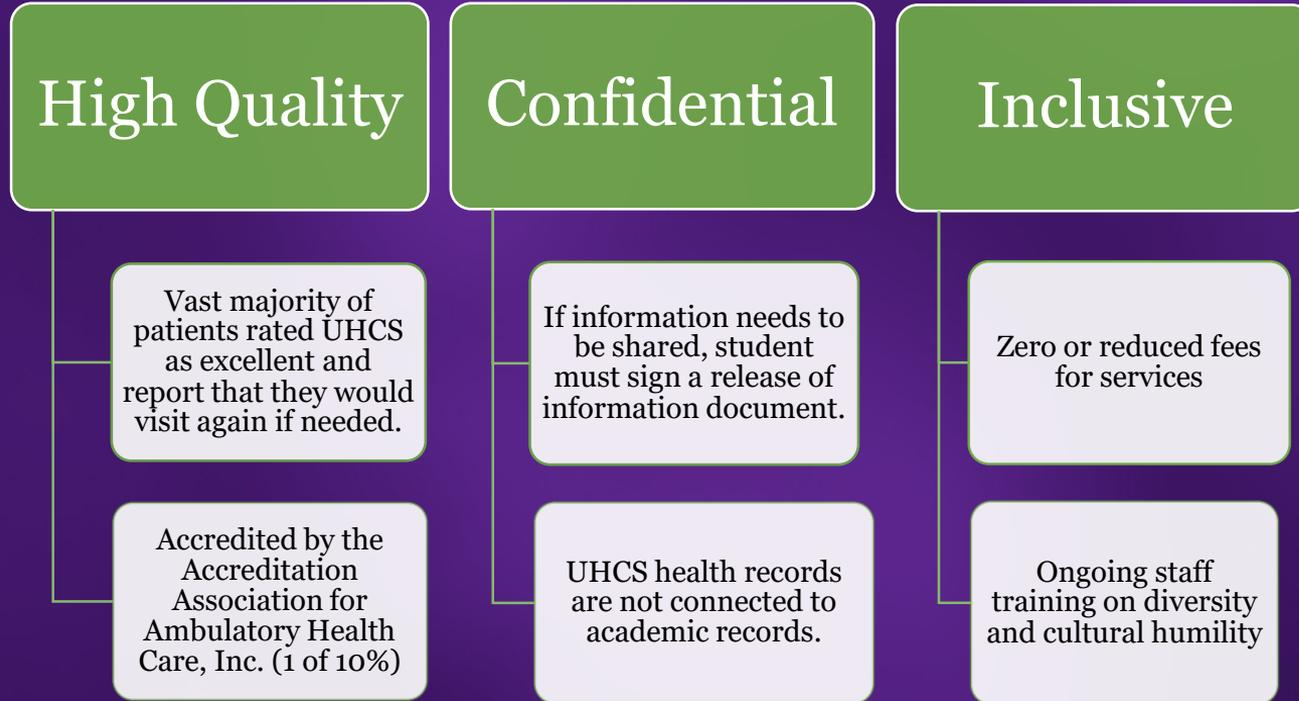 High Quality
Vast majority of
patients rated UHCS
as excellent and
report that they would
visit again if needed.
Accredited by the
Accreditation
Association for
Ambulatory Health
Care, Inc. (1 of 10%)
Confidential
If information needs to
be shared, student
must sign a release of
information document.
UHCS health records
are not connected to
academic records.
Inclusive
Zero or reduced fees
for services
Ongoing staff
training on diversity
and cultural humility